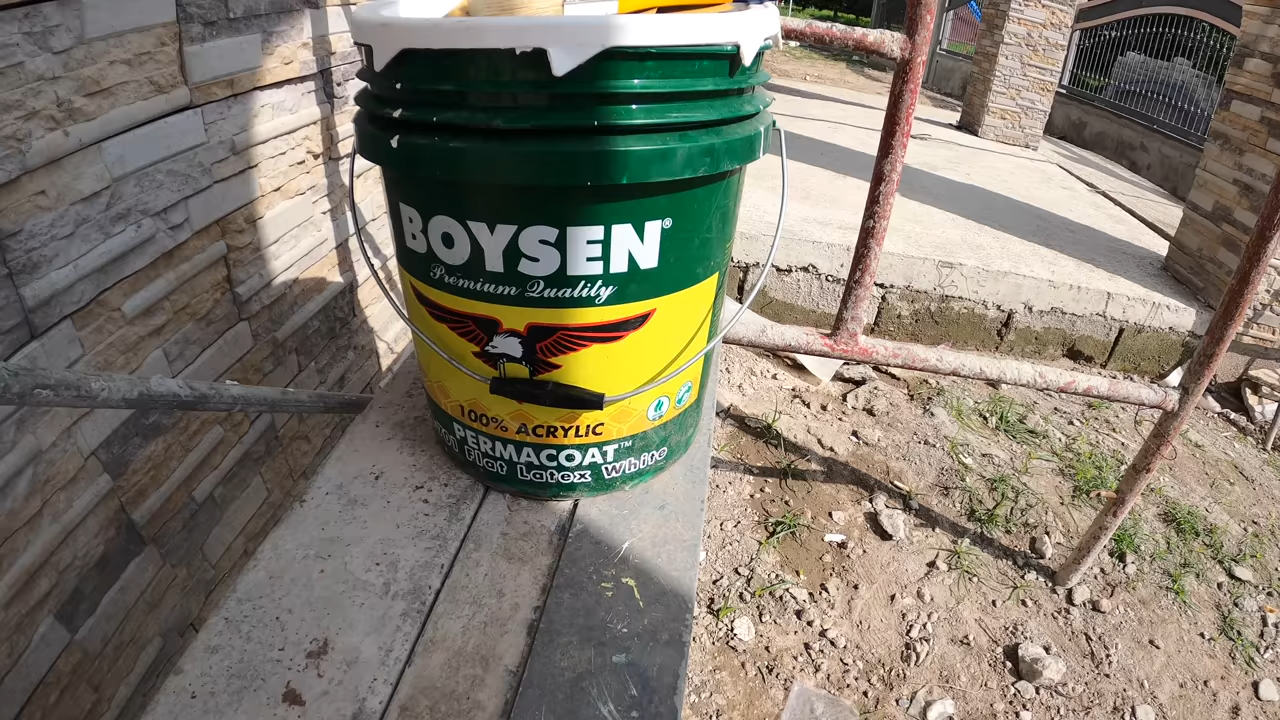 BOYSEN®
Premium Quality
100% ACRYLIC
PERMACOAT™
Flat Latex White